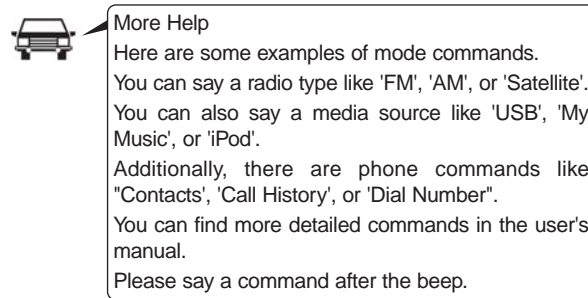 More Help
Here are some examples of mode commands.
You can say a radio type like 'FM', 'AM', or 'Satellite'.
You can also say a media source like 'USB', 'My
Music', or 'iPod'.
Additionally, there are phone commands like
"Contacts', 'Call History', or 'Dial Number".
You can find more detailed commands in the user's
manual.
Please say a command after the beep.